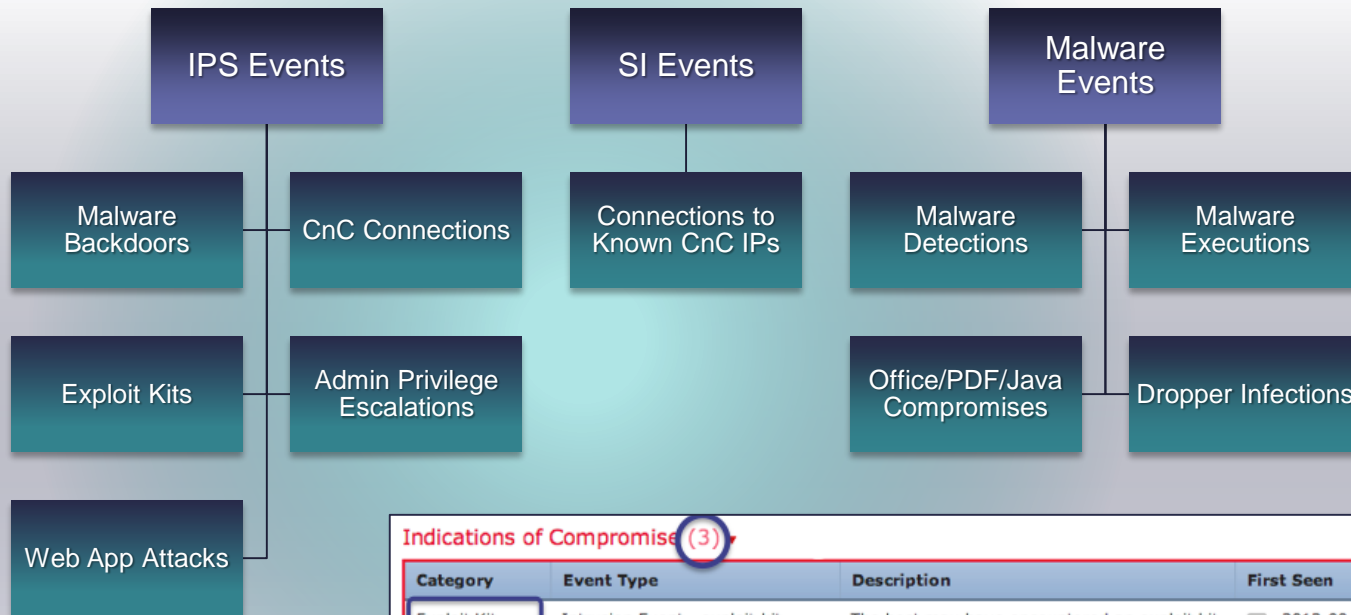 IPS Events
SI Events
Malware
Events
Malware
Backdoors
CnC Connections
Connections to
Known CnC IPs
Malware
Detections
Malware
Executions
Exploit Kits
Admin Privilege
Escalations
Office/PDF/Java
Compromises
Dropper Infections
Web App Attacks
Indications of Compromise (3)
Category Event Type Description First Seen